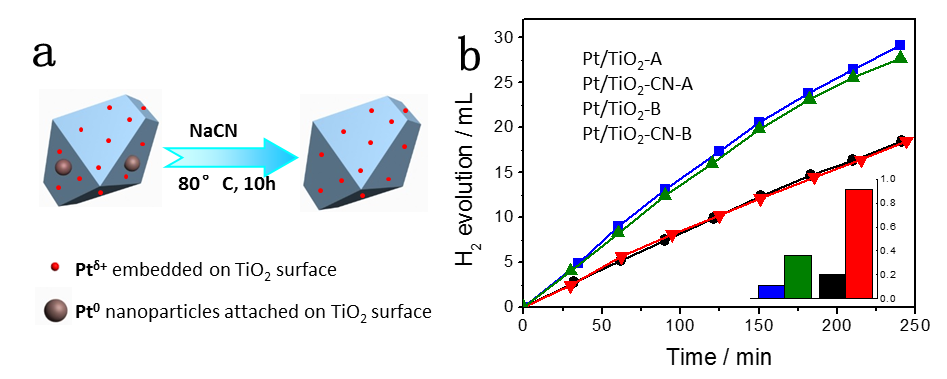 a
NaCN
80° C, 10h
Ptδ+ embedded on TiO2 surface
Pt0 nanoparticles attached on TiO2 surface
b
H2 evolution / mL
30
25
20
15
10
5
0
Pt/TiO2-A
Pt/TiO2-CN-A
Pt/TiO2-B
Pt/TiO2-CN-B
1.0
0.8
0.6
0.4
0.2
0.0
0 50 100 150 200 250
Time / min